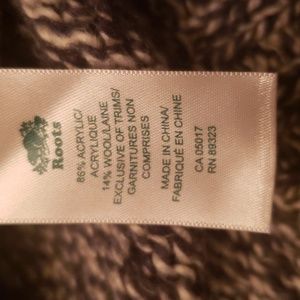 Roots
86% ACRYLIC/
ACRYLIQUE
14% WOOL/LAINE
EXCLUSIVE OF TRIMS/
GARNITURES NON
COMPRISES
MADE IN CHINA/
FABRIQUÉ EN CHINE
CA 05017
RN 89323